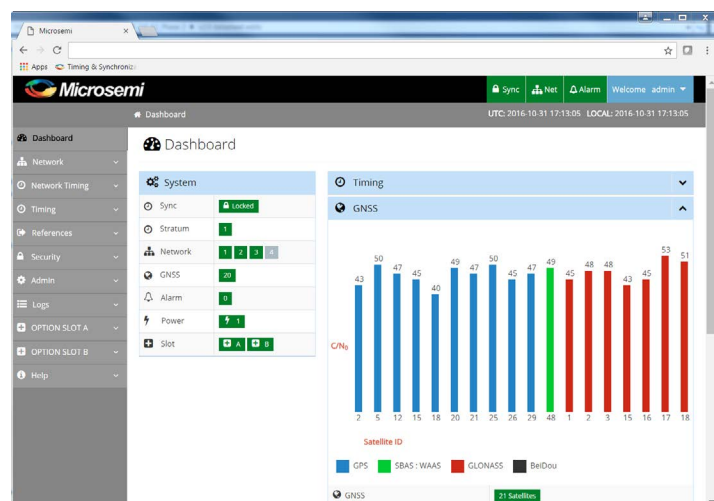 Microsemi
Apps Timing & Synchroni
Microsemi
Sync Net Alarm Welcome admin
Dashboard UTC: 2016-10-31 17:13:05 LOCAL: 2016-10-31 17:13:05
Dashboard
Network
Network Timing
Timing
References
Security
Admin
Logs
OPTION SLOT A
OPTION SLOT B
Help
Dashboard
System
Sync Locked
Stratum 1
Network 1 2 3 4
GNSS 20
Alarm 0
Power 1
Slot A B
Timing
GNSS
43 50 47 45 40 49 47 50 45 47 49 45 48 48 43 45 53 51
C/N0
2 5 12 15 18 20 21 25 26 29 48 1 2 3 15 16 17 18
Satellite ID
GPS SBAS : WAAS GLONASS BeiDou
GNSS 21 Satellites